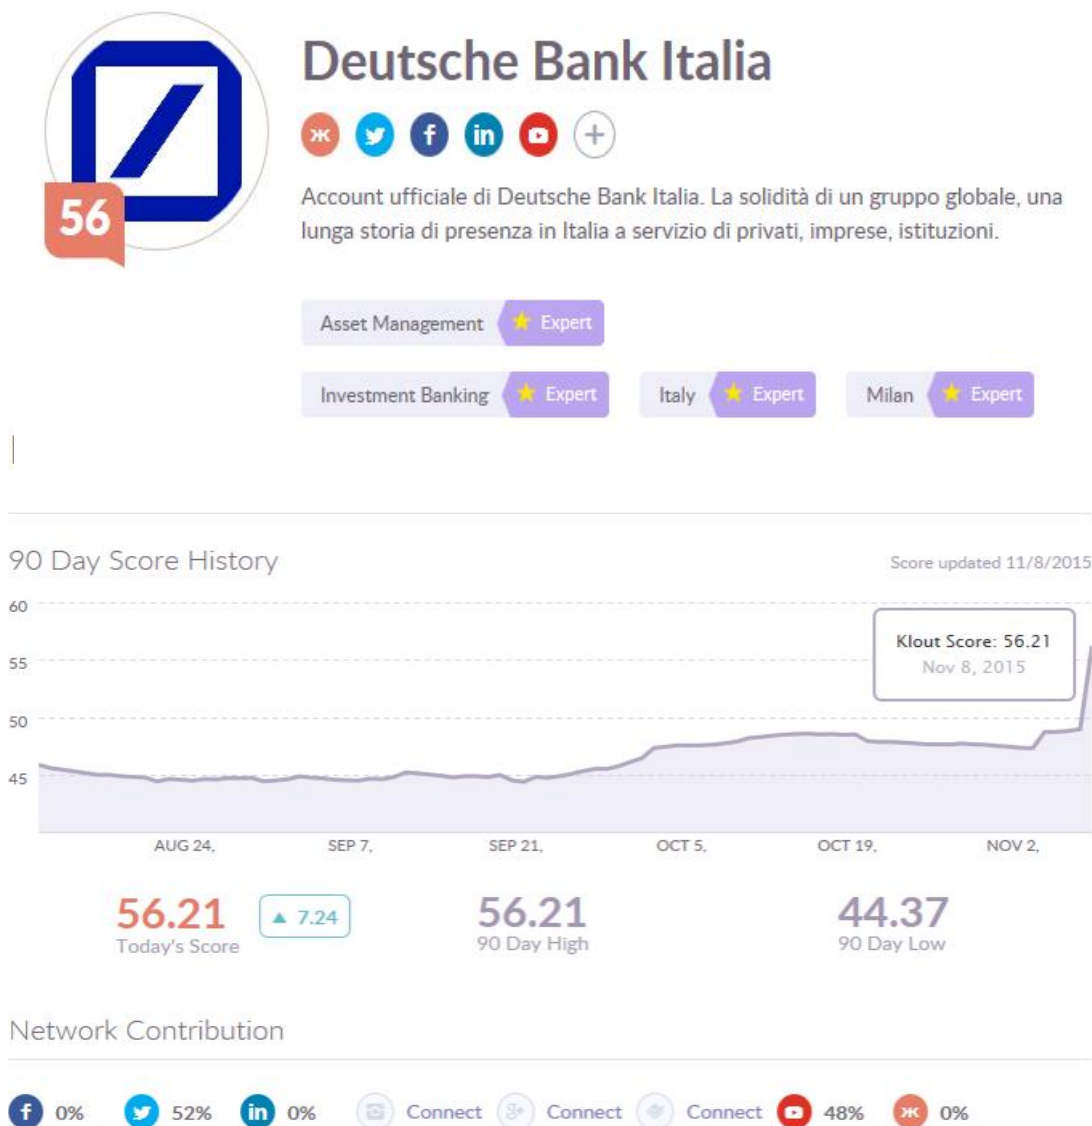 Deutsche Bank Italia
Account ufficiale di Deutsche Bank Italia. La solidità di un gruppo globale, una
lunga storia di presenza in Italia a servizio di privati, imprese, istituzioni.
56
Asset Management Expert
Investment Banking Expert Italy Expert Milan Expert
90 Day Score History Score updated 11/8/2015
60
55
50
45
Klout Score: 56.21
Nov 8, 2015
AUG 24, SEP 7, SEP 21, OCT 5, OCT 19, NOV 2,
56.21 ▲ 7.24 56.21 44.37
Today's Score 90 Day High 90 Day Low
Network Contribution
0% 52% 0% Connect Connect Connect 48% 0%